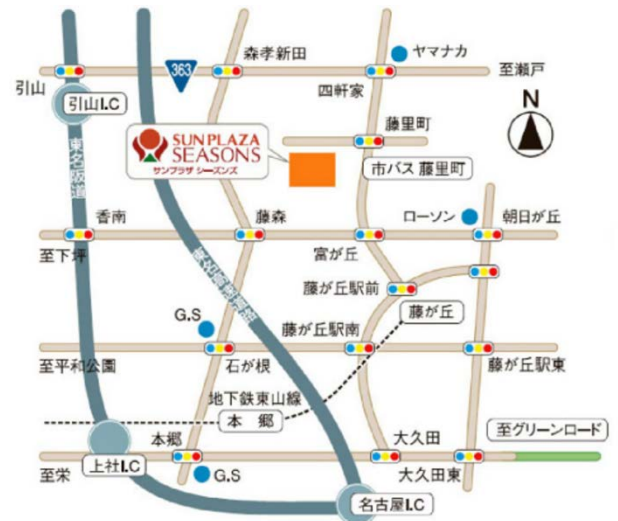 森孝新田
ヤマナカ
363
至瀬戸
引山
四軒家
N
引山I.C
藤里町
SUNPLAZA
SEASONS
サンプラザ シーズンズ
市バス 藤里町
東名阪道
香南
藤森
ローソン
朝日が丘
至下坪
富が丘
藤が丘駅前
藤が丘
G.S
藤が丘駅南
至平和公園
石が根
藤が丘駅東
地下鉄東山線
本郷
本郷
大久田
至グリーンロード
上社I.C
至栄
G.S
大久田東
名古屋I.C